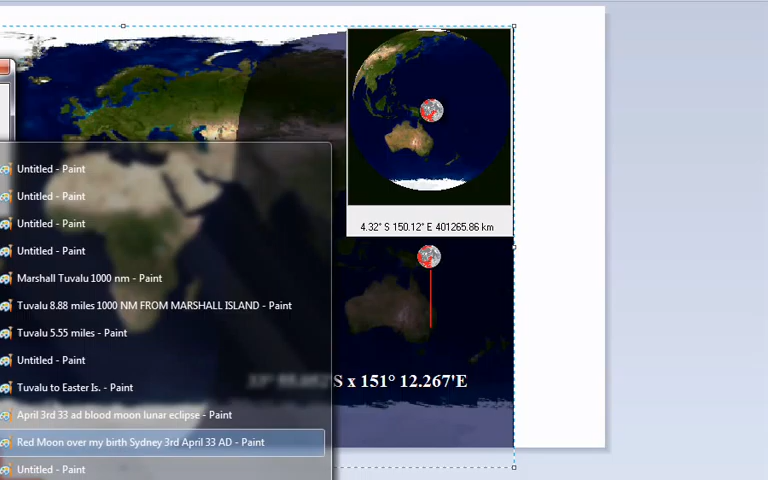 4.32° S 150.12° E 401265.86 km
Untitled - Paint
Untitled - Paint
Untitled - Paint
Untitled - Paint
Marshall Tuvalu 1000 nm - Paint
Tuvalu 8.88 miles 1000 NM FROM MARSHALL ISLAND - Paint
Tuvalu 5.55 miles - Paint
Untitled - Paint
S x 151° 12.267'E
Tuvalu to Easter Is. - Paint
April 3rd 33 ad blood moon lunar eclipse - Paint
Red Moon over my birth Sydney 3rd April 33 AD - Paint
Untitled - Paint